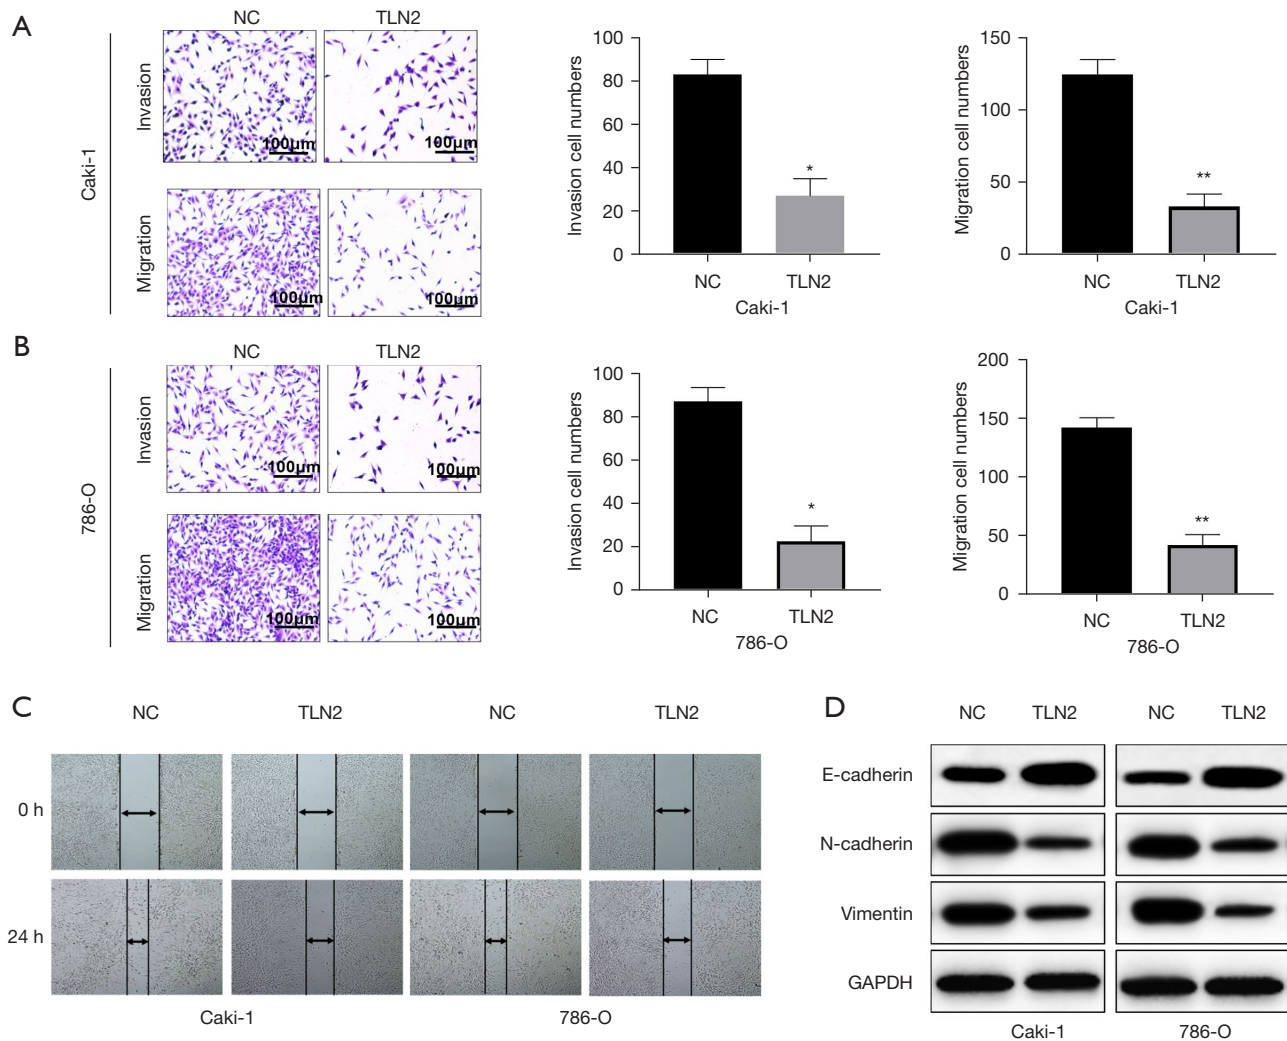 A
NC TLN2
Caki-1
Invasion
100μm 100μm
Migration
100μm 100μm
Invasion cell numbers
100
80
60
40
20
0
*
NC TLN2
Caki-1
Migration cell numbers
150
100
50
0
**
NC TLN2
Caki-1
B
NC TLN2
786-O
Invasion
100μm 100μm
Migration
100μm 100μm
Invasion cell numbers
100
80
60
40
20
0
*
NC TLN2
786-O
Migration cell numbers
200
150
100
50
0
**
NC TLN2
786-O
C
NC TLN2 NC TLN2
0 h
24 h
Caki-1 786-O
D
NC TLN2 NC TLN2
E-cadherin
N-cadherin
Vimentin
GAPDH
Caki-1 786-O